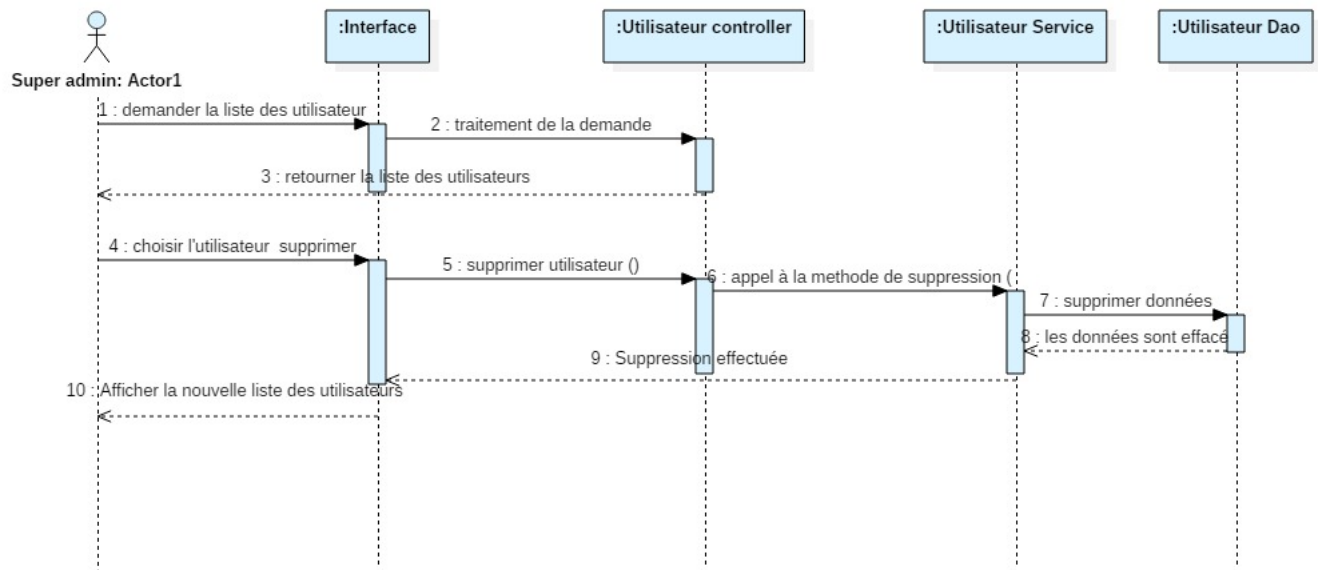 :Interface
:Utilisateur controller
:Utilisateur Service
:Utilisateur Dao
Super admin: Actor1
1 : demander la liste des utilisateur
2 : traitement de la demande
3 : retourner la liste des utilisateurs
4 : choisir l'utilisateur  supprimer
5 : supprimer utilisateur ()
6 : appel à la methode de suppression (
7 : supprimer données
8 : les données sont effacé
9 : Suppression effectuée
10 : Afficher la nouvelle liste des utilisateurs